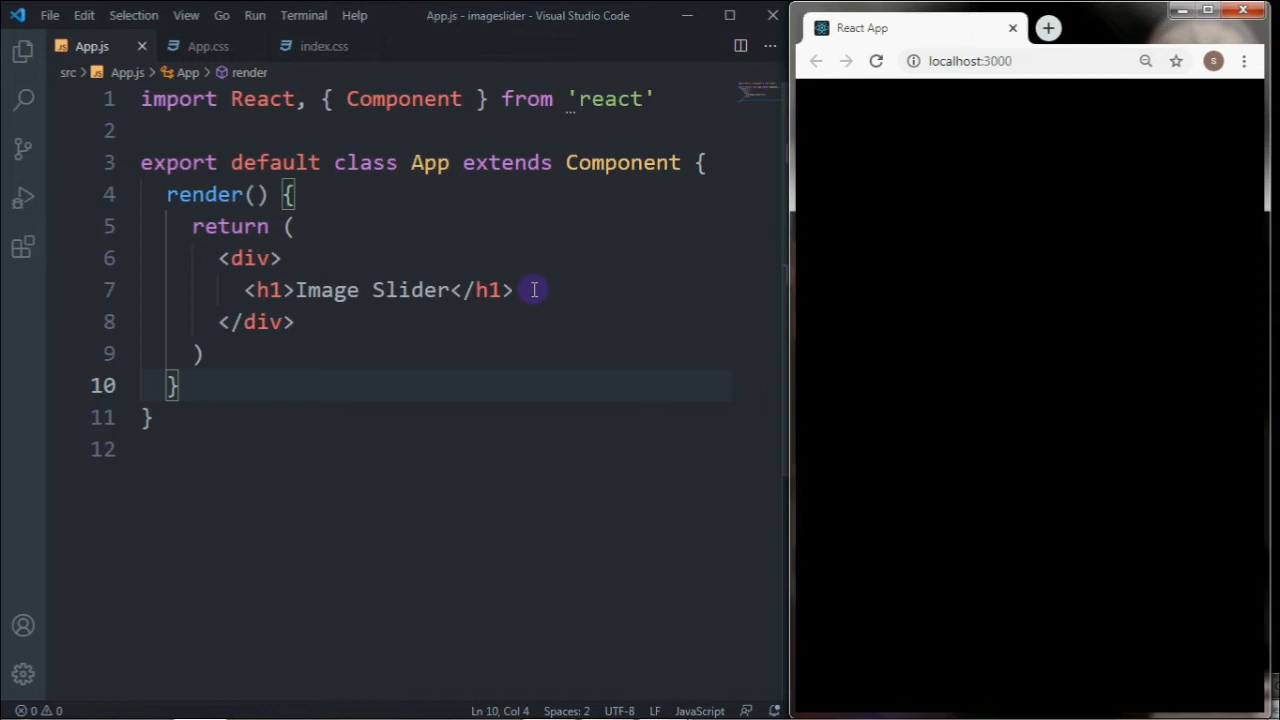 File Edit Selection View Go Run Terminal Help App.js - imageslider - Visual Studio Code
App.js App.css index.css
src > App.js > App > render
1 import React, { Component } from 'react'
2
3 export default class App extends Component {
4 render() {
5 return (
6 <div>
7 <h1>Image Slider</h1>
8 </div>
9 )
10 }
11 }
12
0 0 Ln 10, Col 4 Spaces: 2 UTF-8 LF JavaScript
React App
localhost:3000
S